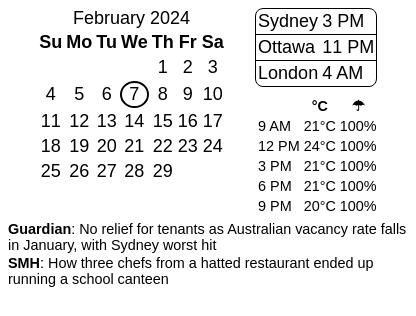 February 2024
Su Mo Tu We Th Fr Sa
1 2 3
4 5 6 7 8 9 10
11 12 13 14 15 16 17
18 19 20 21 22 23 24
25 26 27 28 29
Sydney 3 PM
Ottawa 11 PM
London 4 AM
°C ☂
9 AM 21°C 100%
12 PM 24°C 100%
3 PM 21°C 100%
6 PM 21°C 100%
9 PM 20°C 100%
Guardian: No relief for tenants as Australian vacancy rate falls
in January, with Sydney worst hit
SMH: How three chefs from a hatted restaurant ended up
running a school canteen